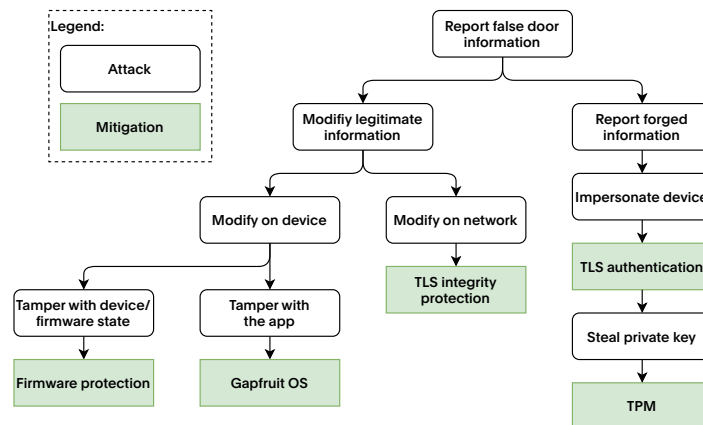 Legend:
Attack
Mitigation
Report false door
information
Modifiy legitimate
information
Report forged
information
Modify on device
Modify on network
Impersonate device
TLS integrity
protection
TLS authentication
Tamper with device/
firmware state
Tamper with
the app
Steal private key
Firmware protection
Gapfruit OS
TPM